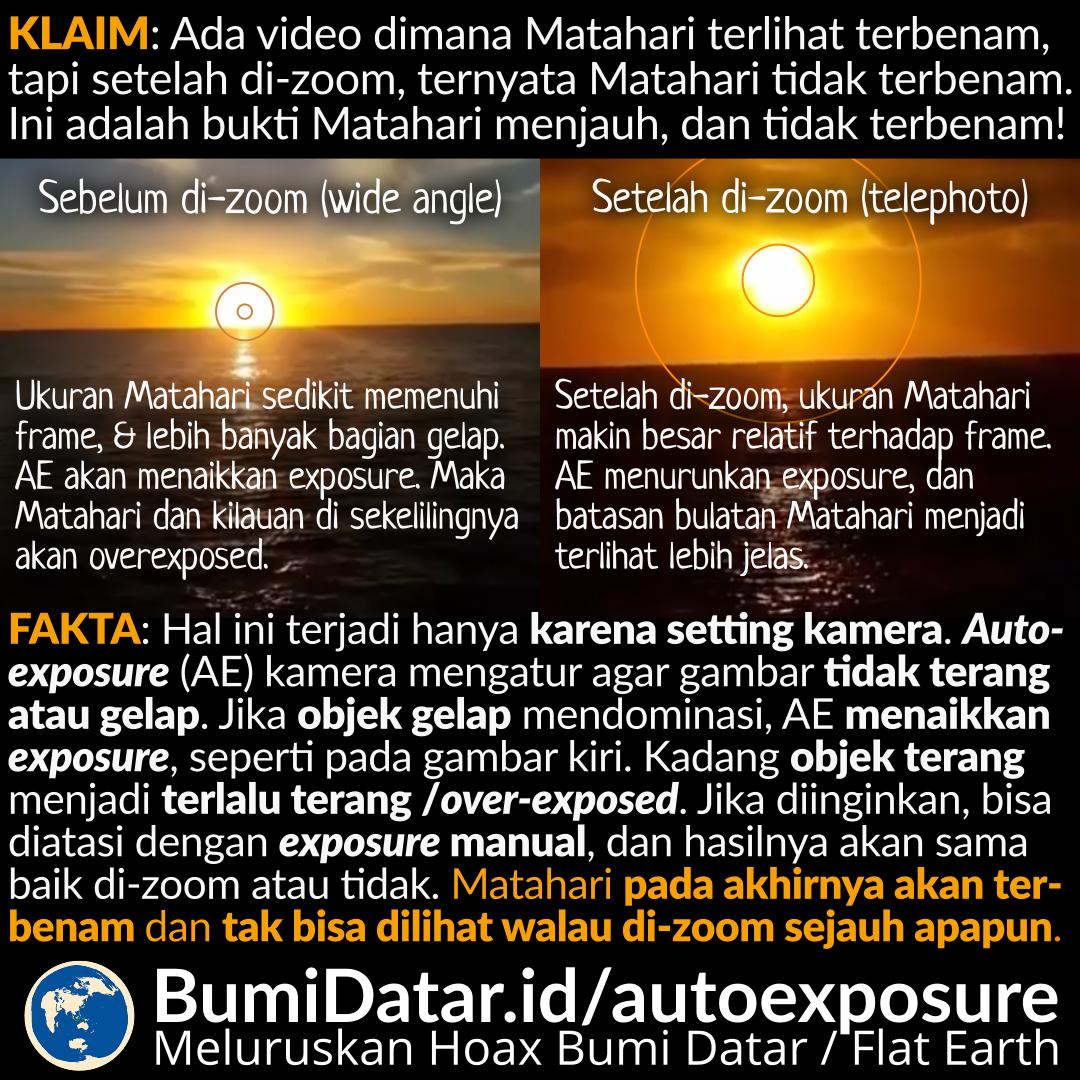 KLAIM: Ada video dimana Matahari terlihat terbenam,
tapi setelah di-zoom, ternyata Matahari tidak terbenam.
Ini adalah bukti Matahari menjauh, dan tidak terbenam!
Sebelum di-zoom (wide angle)
Ukuran Matahari sedikit memenuhi
frame, & lebih banyak bagian gelap.
AE akan menaikkan exposure. Maka
Matahari dan kilauan di sekelilingnya
akan overexposed.
Setelah di-zoom (telephoto)
Setelah di-zoom, ukuran Matahari
makin besar relatif terhadap frame.
AE menurunkan exposure, dan
batasan bulatan Matahari menjadi
terlihat lebih jelas.
FAKTA: Hal ini terjadi hanya karena setting kamera. Auto-
exposure (AE) kamera mengatur agar gambar tidak terang
atau gelap. Jika objek gelap mendominasi, AE menaikkan
exposure, seperti pada gambar kiri. Kadang objek terang
menjadi terlalu terang /over-exposed. Jika diinginkan, bisa
diatasi dengan exposure manual, dan hasilnya akan sama
baik di-zoom atau tidak. Matahari pada akhirnya akan ter-
benam dan tak bisa dilihat walau di-zoom sejauh apapun.
BumiDatar.id/autoexposure
Meluruskan Hoax Bumi Datar / Flat Earth